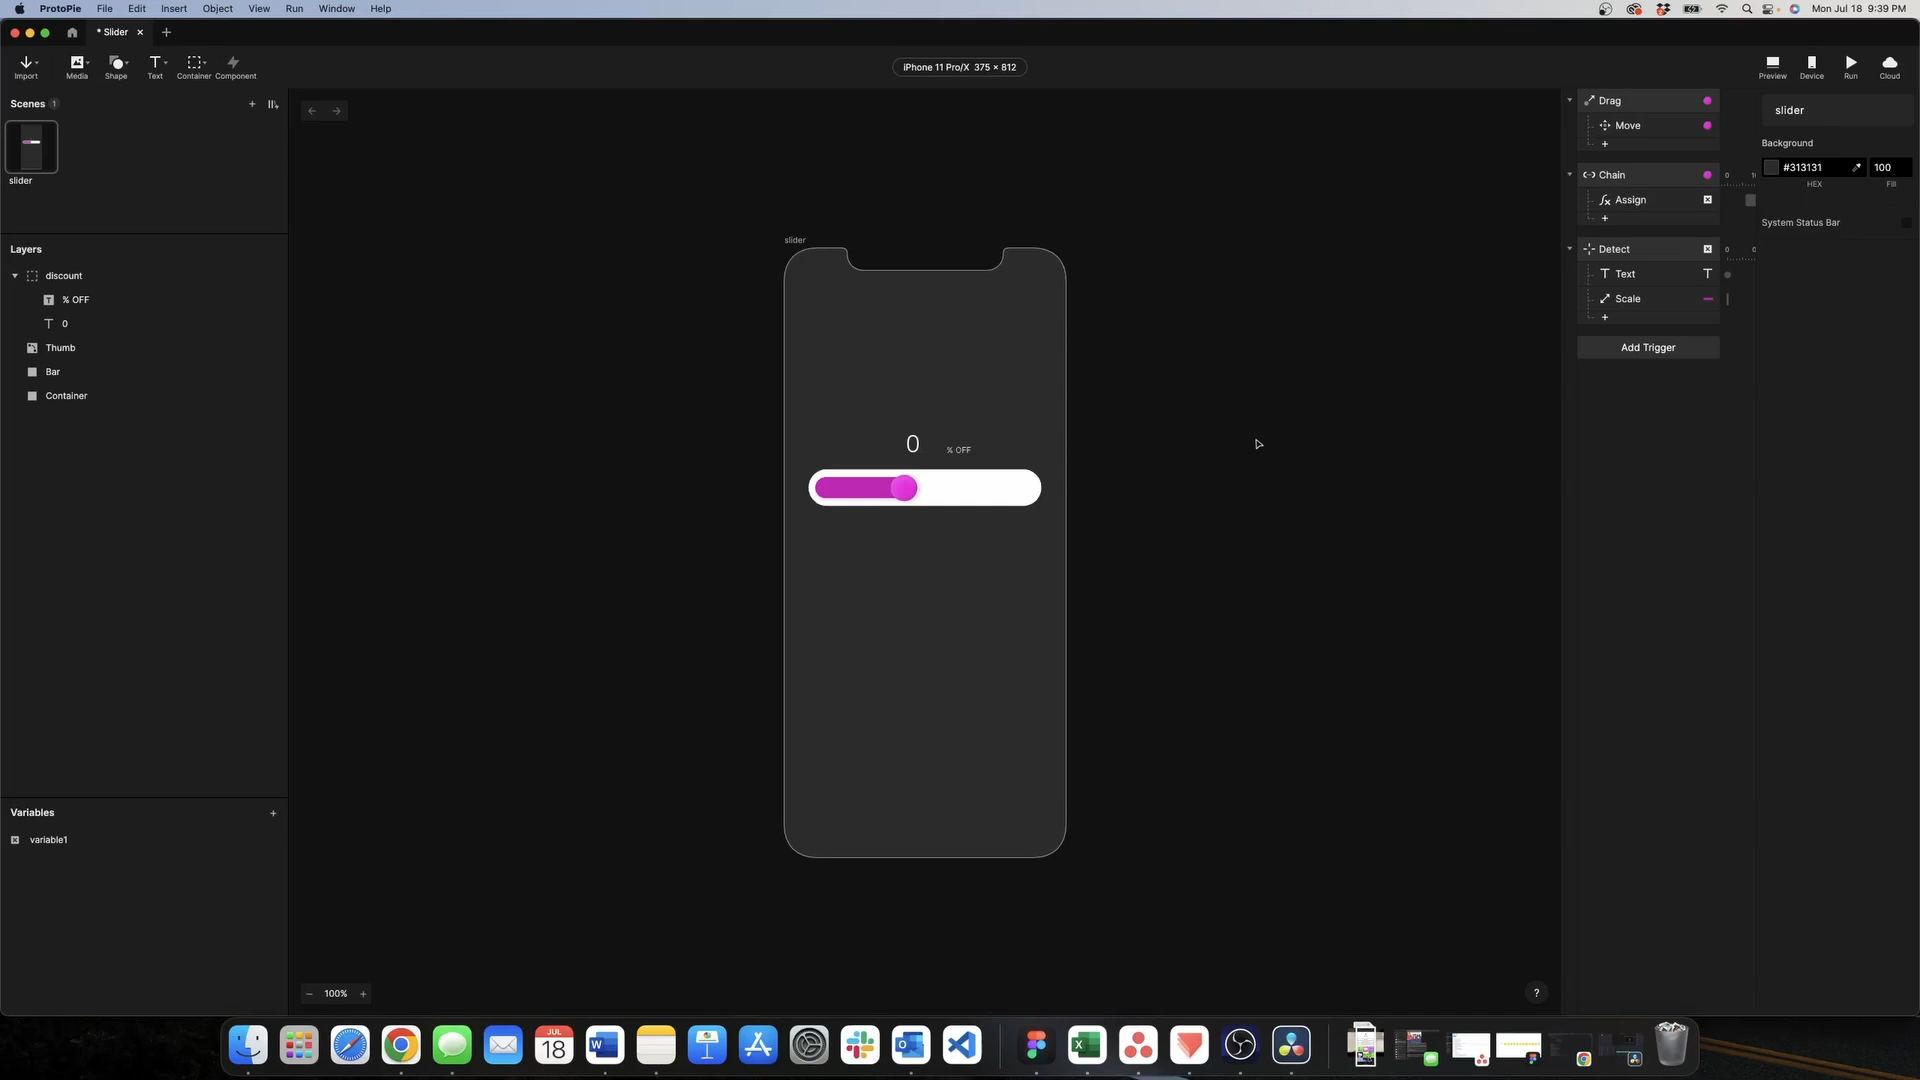 ProtoPie File Edit Insert Object View Run Window Help Mon Jul 18 9:39 PM
* Slider
Import Media Shape Text Container Component
iPhone 11 Pro/X 375 × 812
Preview Device Run Cloud
Scenes 1
slider
Layers
discount
% OFF
0
Thumb
Bar
Container
Variables
variable1
slider
0 % OFF
100%
?
Drag
Move
Chain
0
Assign
Detect
0
Text
Scale
Add Trigger
slider
Background
#313131 100
HEX Fill
System Status Bar
JUL
18